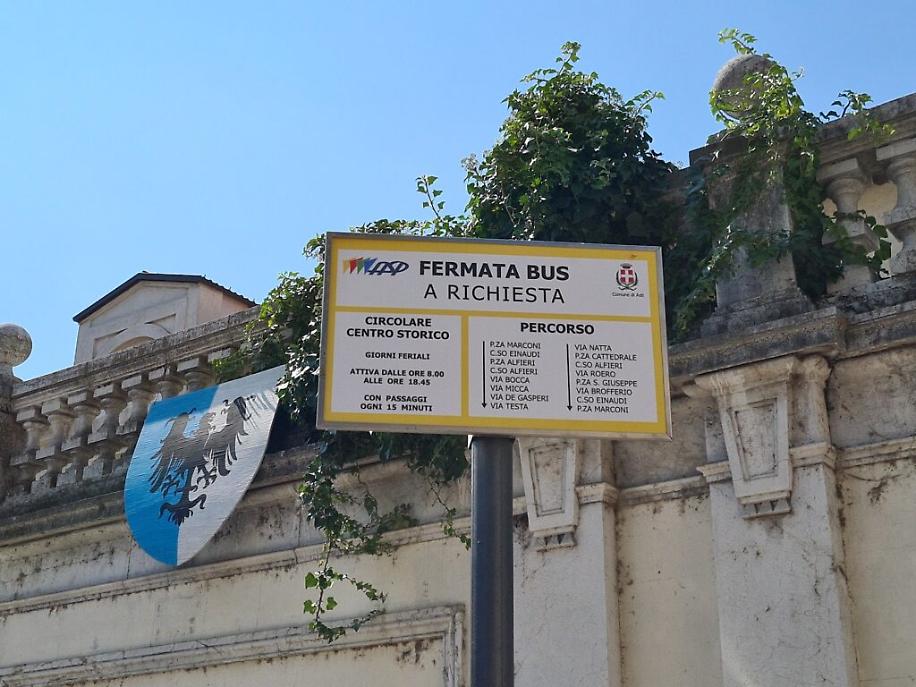 ASP FERMATA BUS
A RICHIESTA
Comune di Asti
CIRCOLARE
CENTRO STORICO
GIORNI FERIALI
ATTIVA DALLE ORE 8.00
ALLE ORE 18.45
CON PASSAGGI
OGNI 15 MINUTI
PERCORSO
P.ZA MARCONI
C.SO EINAUDI
P.ZA ALFIERI
C.SO ALFIERI
VIA BOCCA
VIA MICCA
VIA DE GASPERI
VIA TESTA
VIA NATTA
P.ZA CATTEDRALE
C.SO ALFIERI
VIA ROERO
P.ZA S. GIUSEPPE
VIA BROFFERIO
C.SO EINAUDI
P.ZA MARCONI